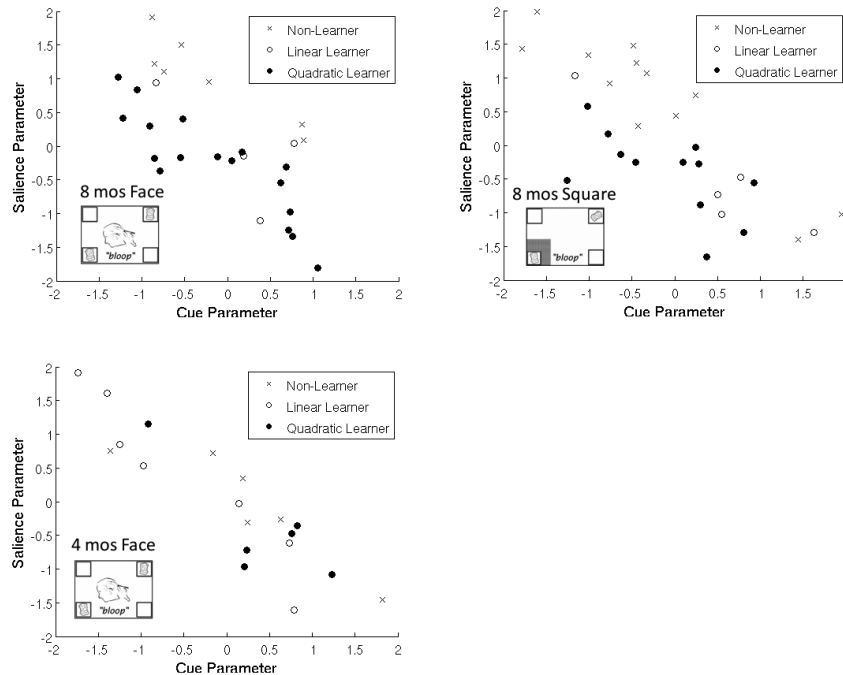 2
1.5
1
0.5
0
-0.5
-1
-1.5
-2
Salience Parameter
Non-Learner
Linear Learner
Quadratic Learner
8 mos Face
"bloop"
-2 -1.5 -1 -0.5 0 0.5 1 1.5 2
Cue Parameter
2
1.5
1
0.5
0
-0.5
-1
-1.5
-2
Salience Parameter
Non-Learner
Linear Learner
Quadratic Learner
8 mos Square
"bloop"
-2 -1.5 -1 -0.5 0 0.5 1 1.5 2
Cue Parameter
2
1.5
1
0.5
0
-0.5
-1
-1.5
-2
Salience Parameter
Non-Learner
Linear Learner
Quadratic Learner
4 mos Face
"bloop"
-2 -1.5 -1 -0.5 0 0.5 1 1.5 2
Cue Parameter